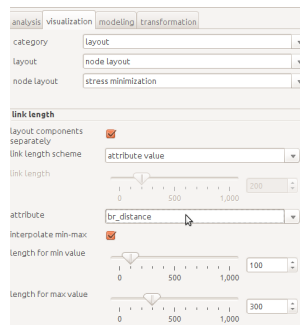 analysis visualization modeling transformation
category layout
layout node layout
node layout stress minimization
link length
layout components
separately
link length scheme attribute value
link length
200
0 500 1,000
attribute br_distance
interpolate min-max
length for min value
100
0 500 1,000
length for max value
300
0 500 1,000